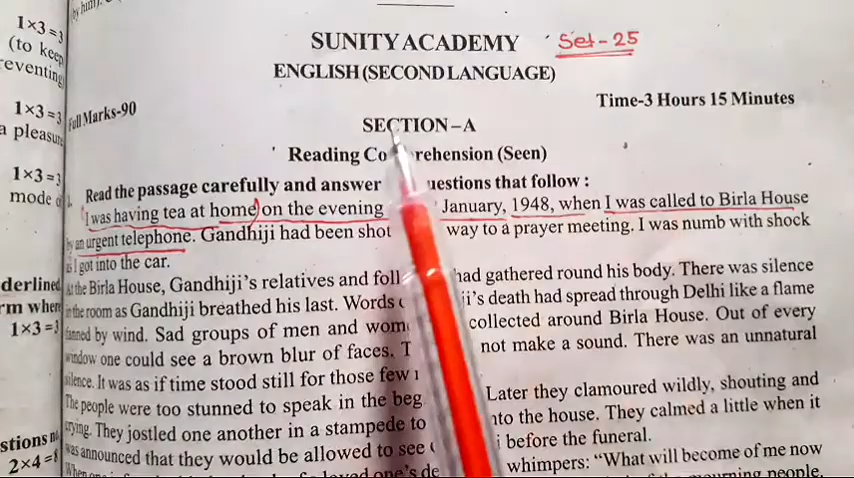 by him).
1×3=3
(to keep
reventing
1×3=3
a pleasure
1×3=3
mode of
derlined
rm when
1×3=3
stions
2×4=8
SUNITY ACADEMY Set-25
ENGLISH (SECOND LANGUAGE)
Full Marks-90 Time-3 Hours 15 Minutes
SECTION–A
Reading Co rehension (Seen)
Read the passage carefully and answer uestions that follow :
I was having tea at home on the evening January, 1948, when I was called to Birla House
by an urgent telephone. Gandhiji had been shot way to a prayer meeting. I was numb with shock
as I got into the car.
At the Birla House, Gandhiji's relatives and foll had gathered round his body. There was silence
in the room as Gandhiji breathed his last. Words ji's death had spread through Delhi like a flame
fanned by wind. Sad groups of men and wom collected around Birla House. Out of every
window one could see a brown blur of faces. T not make a sound. There was an unnatural
silence. It was as if time stood still for those few
The people were too stunned to speak in the beg Later they clamoured wildly, shouting and
crying. They jostled one another in a stampede to nto the house. They calmed a little when it
was announced that they would be allowed to see i before the funeral.
When one loved one's de whimpers: "What will become of me now
mourning people.